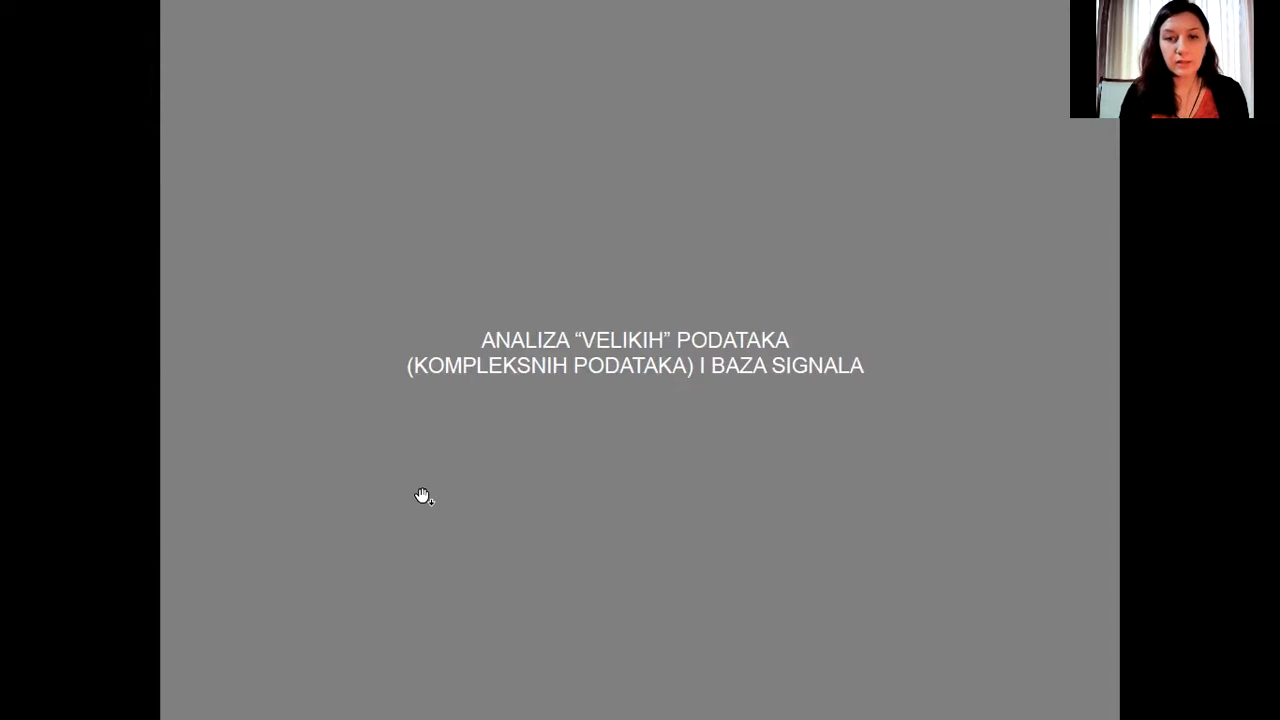 ANALIZA “VELIKIH” PODATAKA
(KOMPLEKSNIH PODATAKA) I BAZA SIGNALA